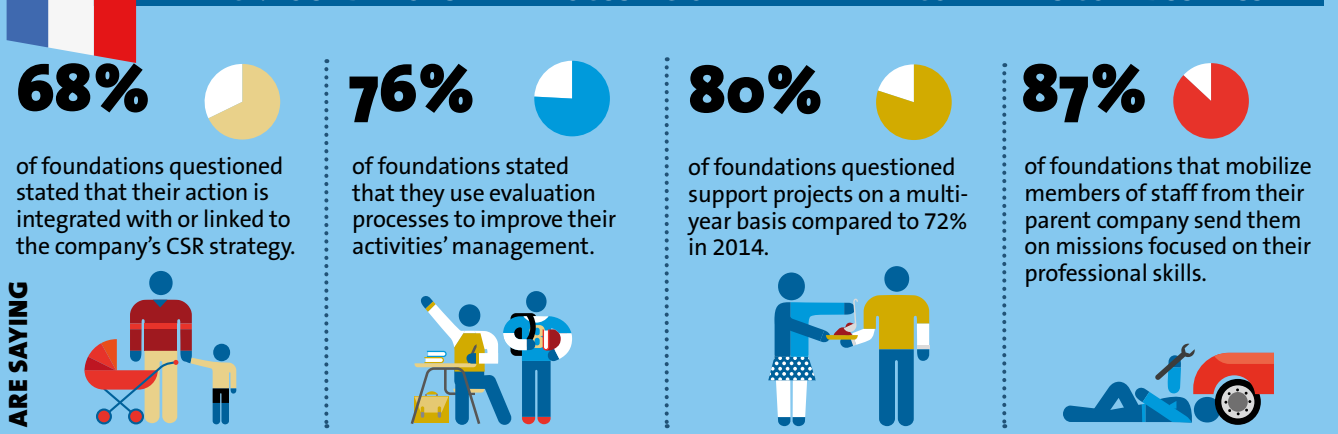 68%
of foundations questioned
stated that their action is
integrated with or linked to
the company's CSR strategy.
76%
of foundations stated
that they use evaluation
processes to improve their
activities' management.
80%
of foundations questioned
support projects on a multi-
year basis compared to 72%
in 2014.
87%
of foundations that mobilize
members of staff from their
parent company send them
on missions focused on their
professional skills.
ARE SAYING